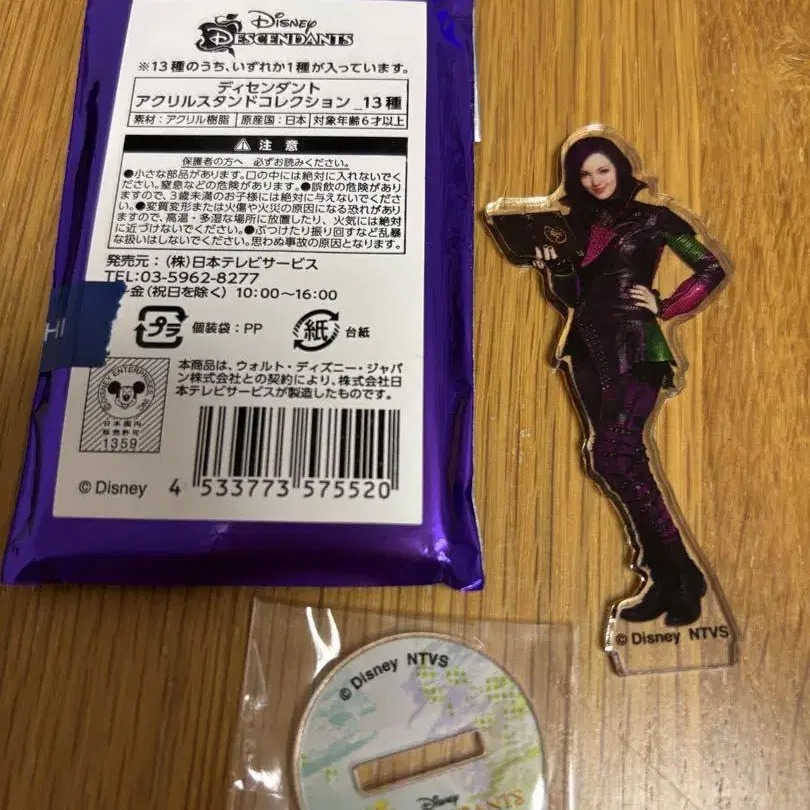 Disney
DESCENDANTS
※13種のうち、いずれか1種が入っています。
ディセンダント
アクリルスタンドコレクション _13種
素材:アクリル樹脂 原産国:日本 対象年齢6才以上
注 意
保護者の方へ 必ずお読みください。
●小さな部品があります。口の中には絶対に入れないでく
ださい。窒息などの危険があります。●誤飲の危険があり
ますので、3歳未満のお子様には絶対に与えないでくださ
い。●変質変形または火傷や火災の原因になる恐れがあり
ますので、高温・多湿な場所に放置したり、火気には絶対
に近づけないでください。●ぶつけたり振り回すなど乱暴
な扱いはしないでください。思わぬ事故の原因となります。
発売元:(株)日本テレビサービス
TEL:03-5962-8277
金(祝日を除く) 10:00〜16:00
プラ 個装袋:PP 紙 台紙
本商品は、ウォルト・ディズニー・ジャパ
ン株式会社との契約により、株式会社日
本テレビサービスが製造したものです。
©DISNEY ENTERPRISES, INC.
日本国内
販売許可
1359
© Disney
4 533773 575520
HI
© Disney NTVS
© Disney NTVS
Disney